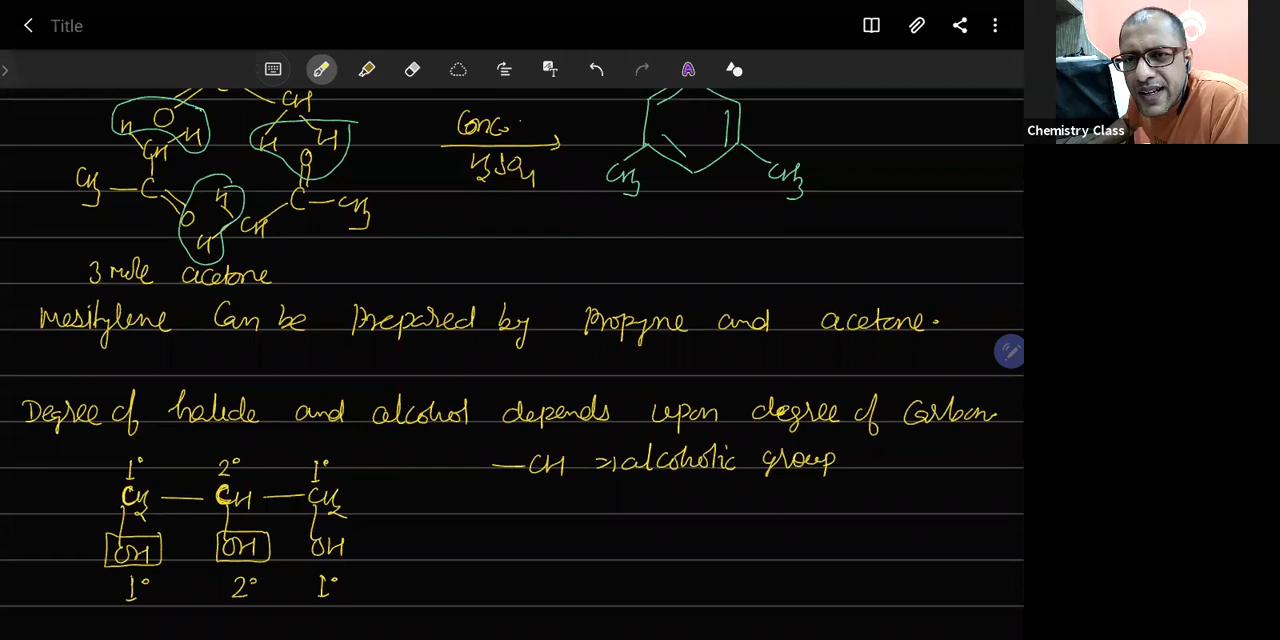 Title
Chemistry Class
CH
H O H
H H
Conc.
H2SO4
CH
O
CH3 — C
C — CH3
O H
CH
H
CH3
CH3
3 mole acetone
Mesitylene Can be Prepared by Propyne and acetone.
Degree of halide and alcohol depends upon degree of Carbon.
—OH => alcoholic group
1° 2° 1°
CH2 — CH — CH2
OH OH OH
1° 2° 1°